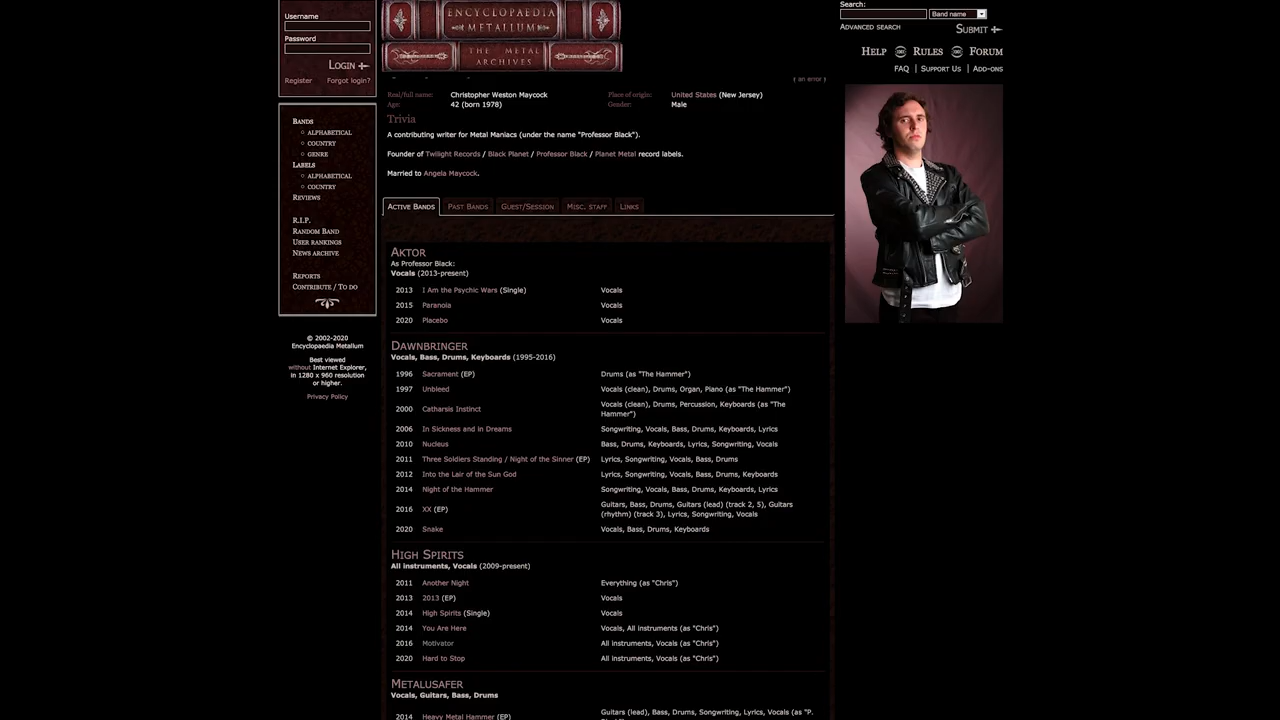 Username
Password
Login
Register Forgot login?
ENCYCLOPAEDIA
METALLUM
THE METAL
ARCHIVES
Search:
Band name
Advanced search
Submit
Help Rules Forum
FAQ | Support Us | Add-ons
Bands
Alphabetical
Country
Genre
Labels
Alphabetical
Country
Reviews
R.I.P.
Random Band
User rankings
News archive
Reports
Contribute / To do
© 2002-2020
Encyclopaedia Metallum
Best viewed
without Internet Explorer,
in 1280 x 960 resolution
or higher.
Privacy Policy
Real/full name: Christopher Weston Maycock Place of origin: United States (New Jersey)
Age: 42 (born 1978) Gender: Male
Trivia
A contributing writer for Metal Maniacs (under the name "Professor Black").
Founder of Twilight Records / Black Planet / Professor Black / Planet Metal record labels.
Married to Angela Maycock.
Active Bands Past Bands Guest/Session Misc. staff Links
Aktor
As Professor Black:
Vocals (2013-present)
2013 I Am the Psychic Wars (Single) Vocals
2015 Paranoia Vocals
2020 Placebo Vocals
Dawnbringer
Vocals, Bass, Drums, Keyboards (1995-2016)
1996 Sacrament (EP) Drums (as "The Hammer")
1997 Unbleed Vocals (clean), Drums, Organ, Piano (as "The Hammer")
2000 Catharsis Instinct Vocals (clean), Drums, Percussion, Keyboards (as "The
Hammer")
2006 In Sickness and in Dreams Songwriting, Vocals, Bass, Drums, Keyboards, Lyrics
2010 Nucleus Bass, Drums, Keyboards, Lyrics, Songwriting, Vocals
2011 Three Soldiers Standing / Night of the Sinner (EP) Lyrics, Songwriting, Vocals, Bass, Drums
2012 Into the Lair of the Sun God Lyrics, Songwriting, Vocals, Bass, Drums, Keyboards
2014 Night of the Hammer Songwriting, Vocals, Bass, Drums, Keyboards, Lyrics
2016 XX (EP) Guitars, Bass, Drums, Guitars (lead) (track 2, 5), Guitars
(rhythm) (track 3), Lyrics, Songwriting, Vocals
2020 Snake Vocals, Bass, Drums, Keyboards
High Spirits
All instruments, Vocals (2009-present)
2011 Another Night Everything (as "Chris")
2013 2013 (EP) Vocals
2014 High Spirits (Single) Vocals
2014 You Are Here Vocals, All instruments (as "Chris")
2016 Motivator All instruments, Vocals (as "Chris")
2020 Hard to Stop All instruments, Vocals (as "Chris")
Metalusafer
Vocals, Guitars, Bass, Drums
2014 Heavy Metal Hammer (EP) Guitars (lead), Bass, Drums, Songwriting, Lyrics, Vocals (as "P.